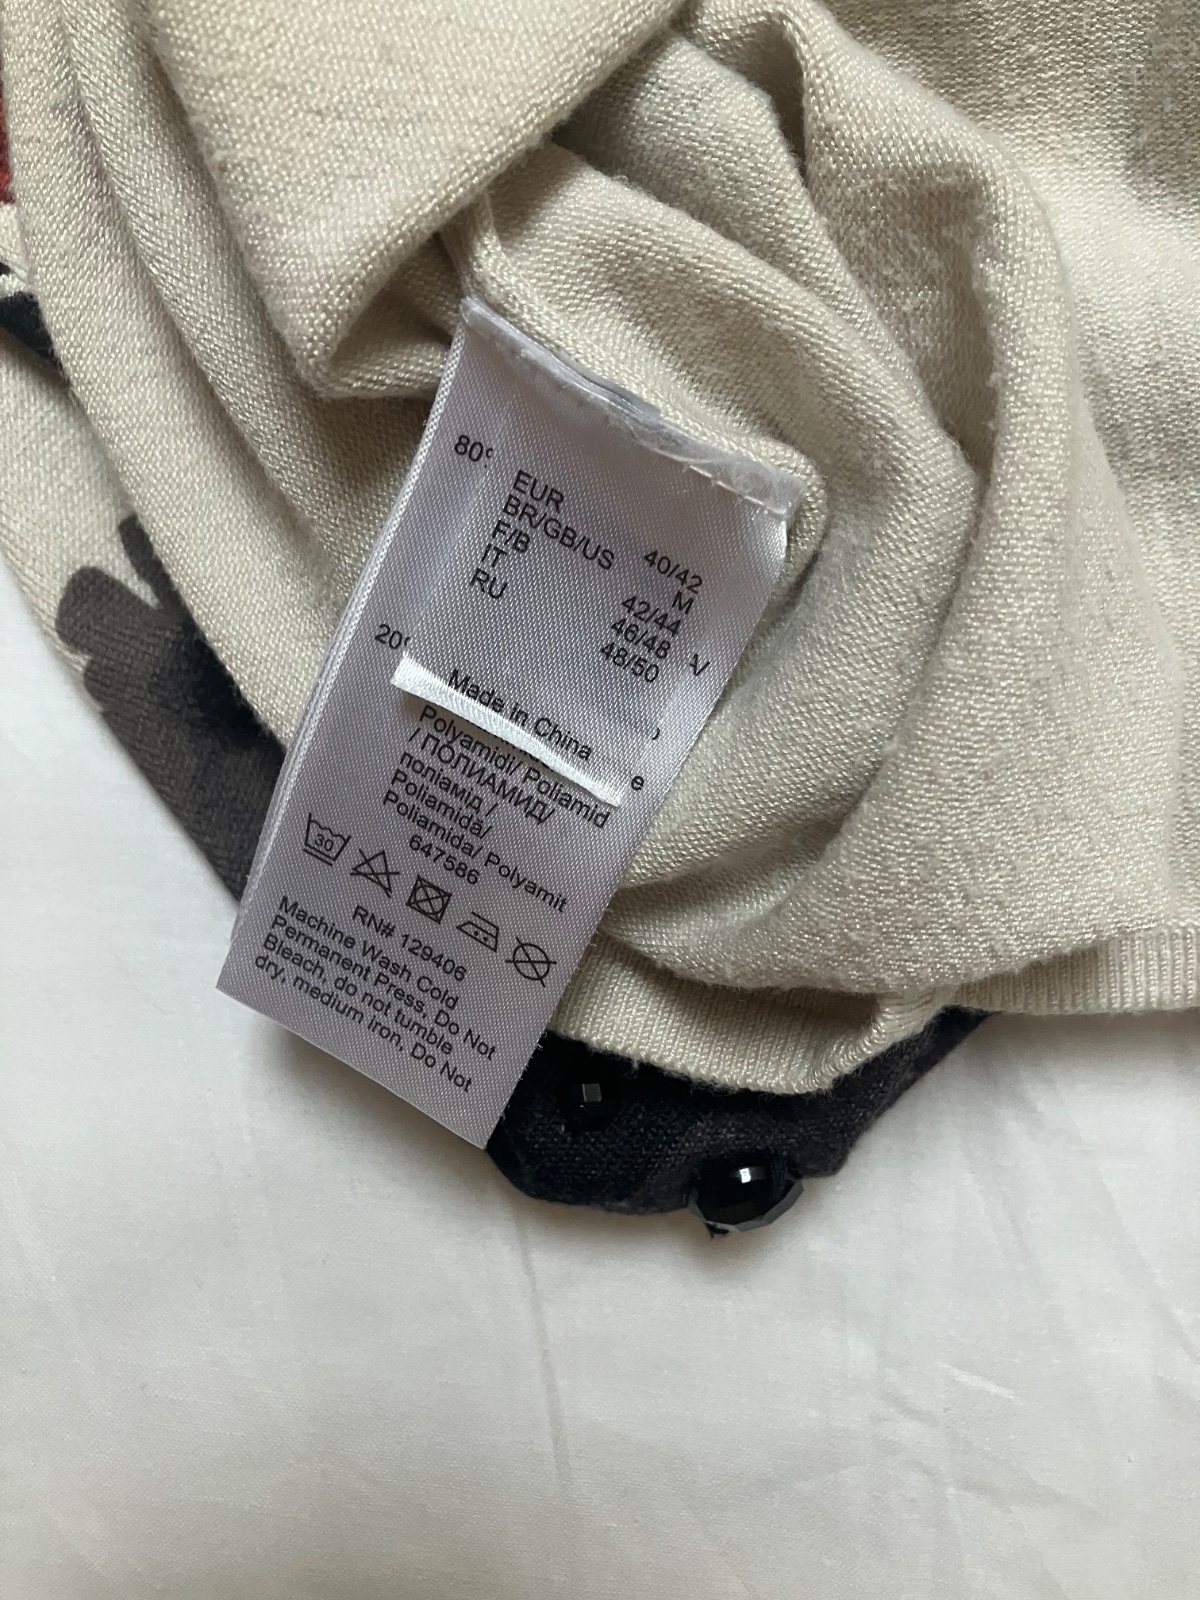 EUR 40/42
BR/GB/US M
F/B 42/44
IT 46/48
RU 48/50
Made in China
Polyamidi/ Poliamid
/ ПОЛИАМИД/
поліамід /
Poliamidă/
Poliamida/ Polyamit
647586
30
RN# 129406
Machine Wash Cold
Permanent Press, Do Not
Bleach, do not tumble
dry, medium iron, Do Not